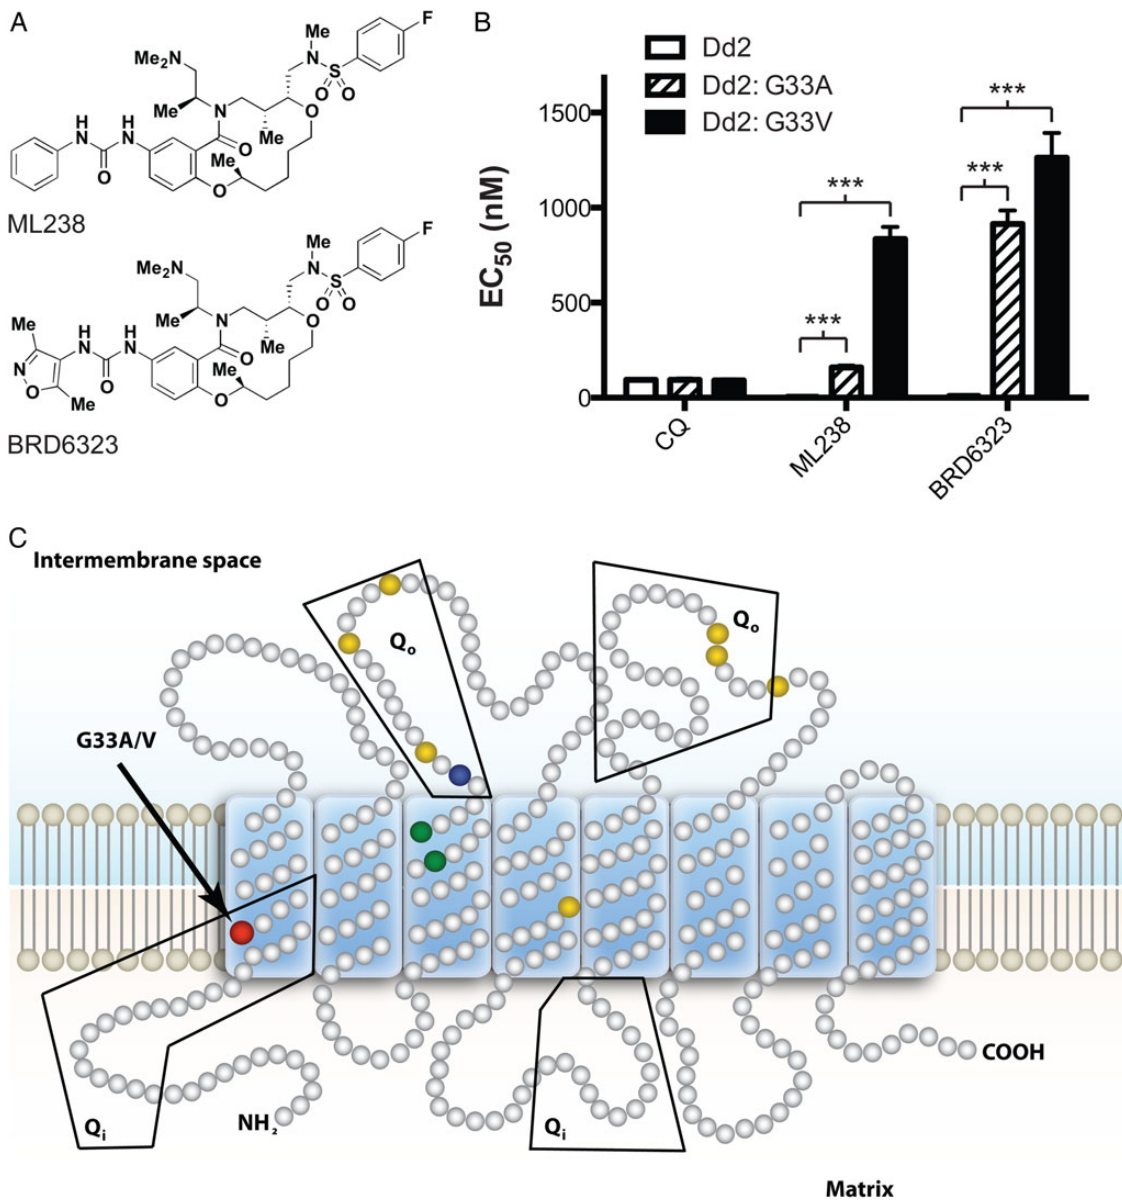 A
Me
N
F
Me₂N
S
O O
Me
N
O
H H
N N
Me
O
O
Me
O
ML238
Me
N
F
Me₂N
S
O O
Me
N
O
Me
H H
N N
Me
O
N
O
Me
O
Me
O
BRD6323
B
Dd2
Dd2: G33A
Dd2: G33V
EC₅₀ (nM)
1500
1000
500
0
***
***
***
***
CQ
ML238
BRD6323
C
Intermembrane space
Qₒ
Qₒ
G33A/V
COOH
NH₂
Qᵢ
Qᵢ
Matrix